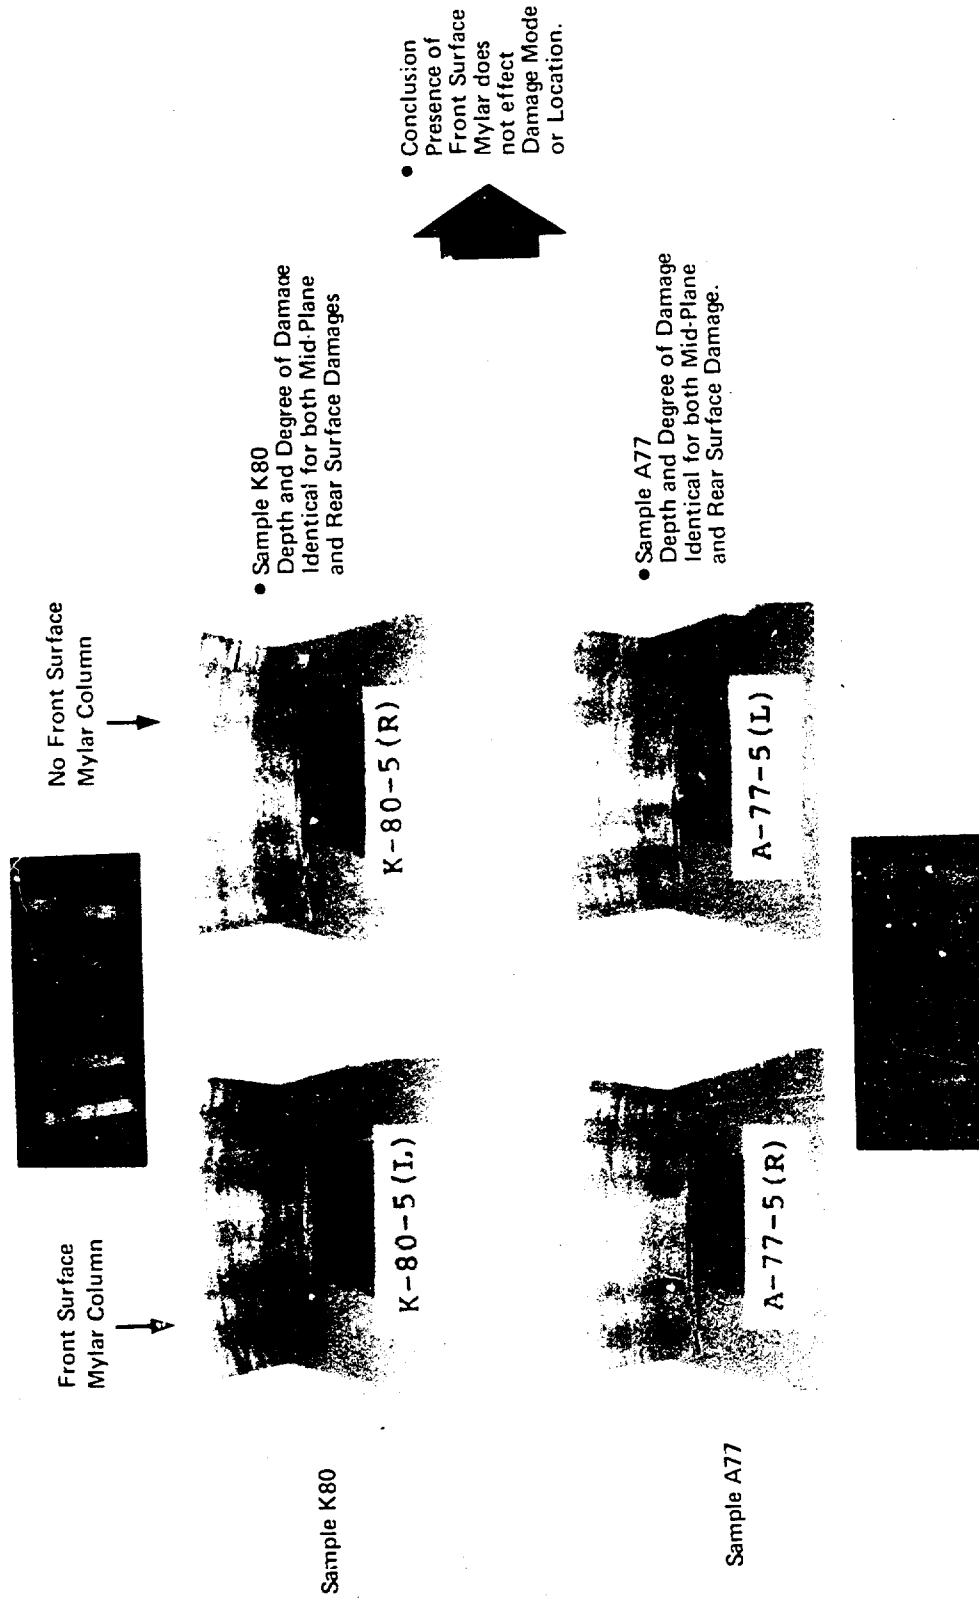 Front Surface
Mylar Column
No Front Surface
Mylar Column
Sample K80
K-80-5(L)
K-80-5(R)
• Sample K80
Depth and Degree of Damage
Identical for both Mid-Plane
and Rear Surface Damages
Sample A77
A-77-5(R)
A-77-5(L)
• Sample A77
Depth and Degree of Damage
Identical for both Mid-Plane
and Rear Surface Damage.
• Conclusion
Presence of
Front Surface
Mylar does
not effect
Damage Mode
or Location.